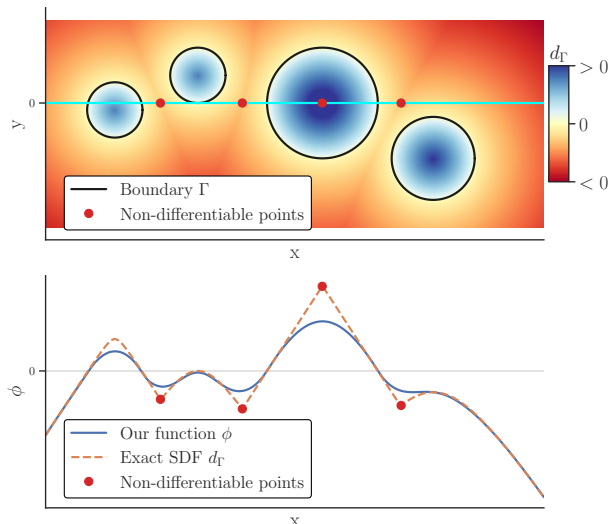 d_Γ
> 0
0
< 0
0
y
Boundary Γ
Non-differentiable points
x
0
ϕ
Our function ϕ
Exact SDF d_Γ
Non-differentiable points
x